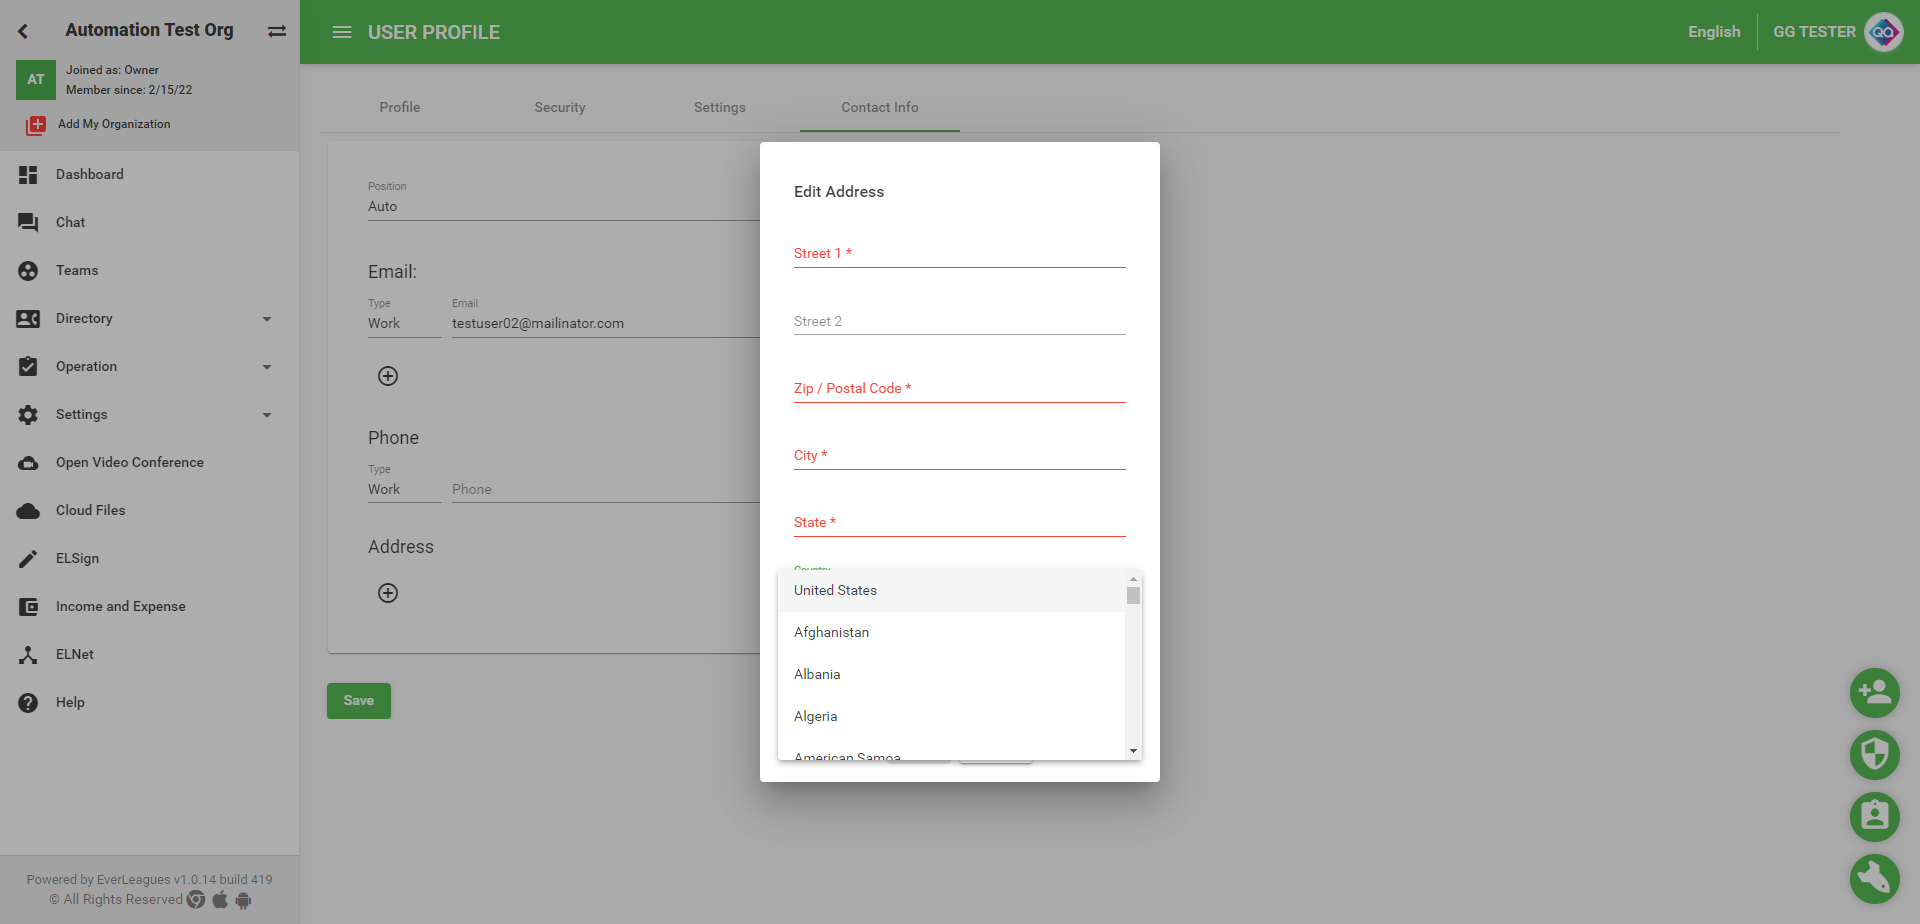 Automation Test Org
AT
Joined as: Owner
Member since: 2/15/22
Add My Organization
Dashboard
Chat
Teams
Directory
Operation
Settings
Open Video Conference
Cloud Files
ELSign
Income and Expense
ELNet
Help
Powered by EverLeagues v1.0.14 build 419
© All Rights Reserved
USER PROFILE
English
GG TESTER
QA
Profile
Security
Settings
Contact Info
Position
Auto
Email:
Type
Email
Work
testuser02@mailinator.com
Phone
Type
Work
Phone
Address
Save
Edit Address
Street 1 *
Street 2
Zip / Postal Code *
City *
State *
Country
United States
Afghanistan
Albania
Algeria
American Samoa